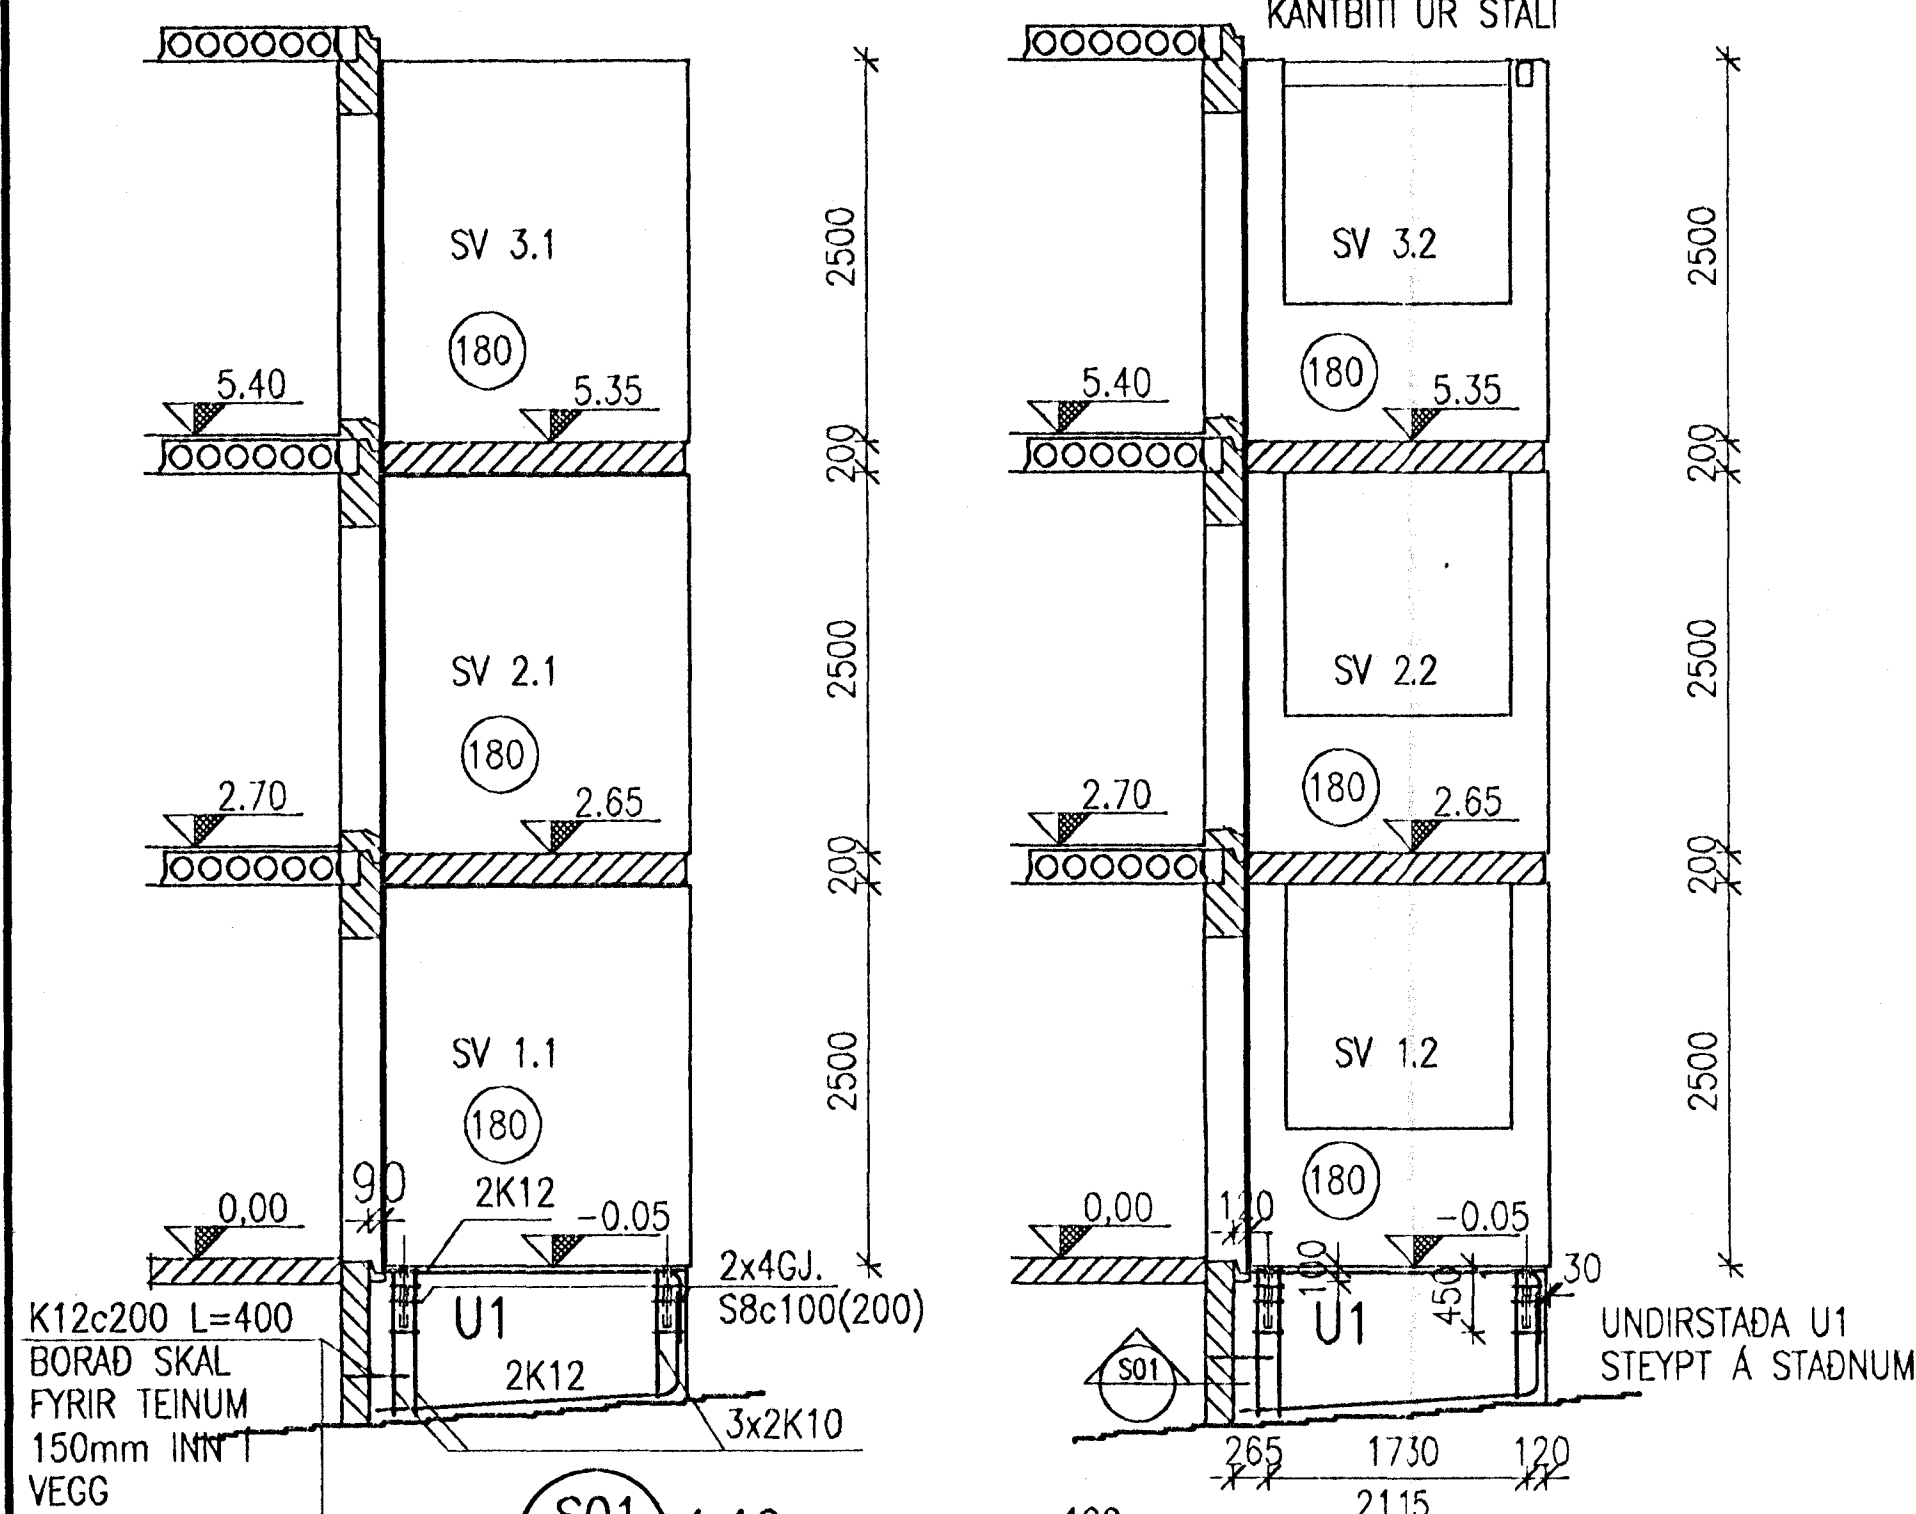 KANTBITI ÚR STÁLI
SV 3.1
180
5.40
5.35
2500
200
SV 2.1
180
2.70
2.65
2500
200
SV 1.1
180
90
2K12
0,00
-0.05
2500
2x4GJ.
S8c100(200)
U1
2K12
3x2K10
K12c200 L=400
BORAÐ SKAL
FYRIR TEINUM
150mm INN Í
VEGG
S01
SV 3.2
180
5.40
5.35
2500
200
SV 2.2
180
2.70
2.65
2500
200
SV 1.2
180
120
0,00
-0.05
2500
100
450
30
U1
S01
UNDIRSTAÐA U1
STEYPT Á STAÐNUM
265 1730 120
2115